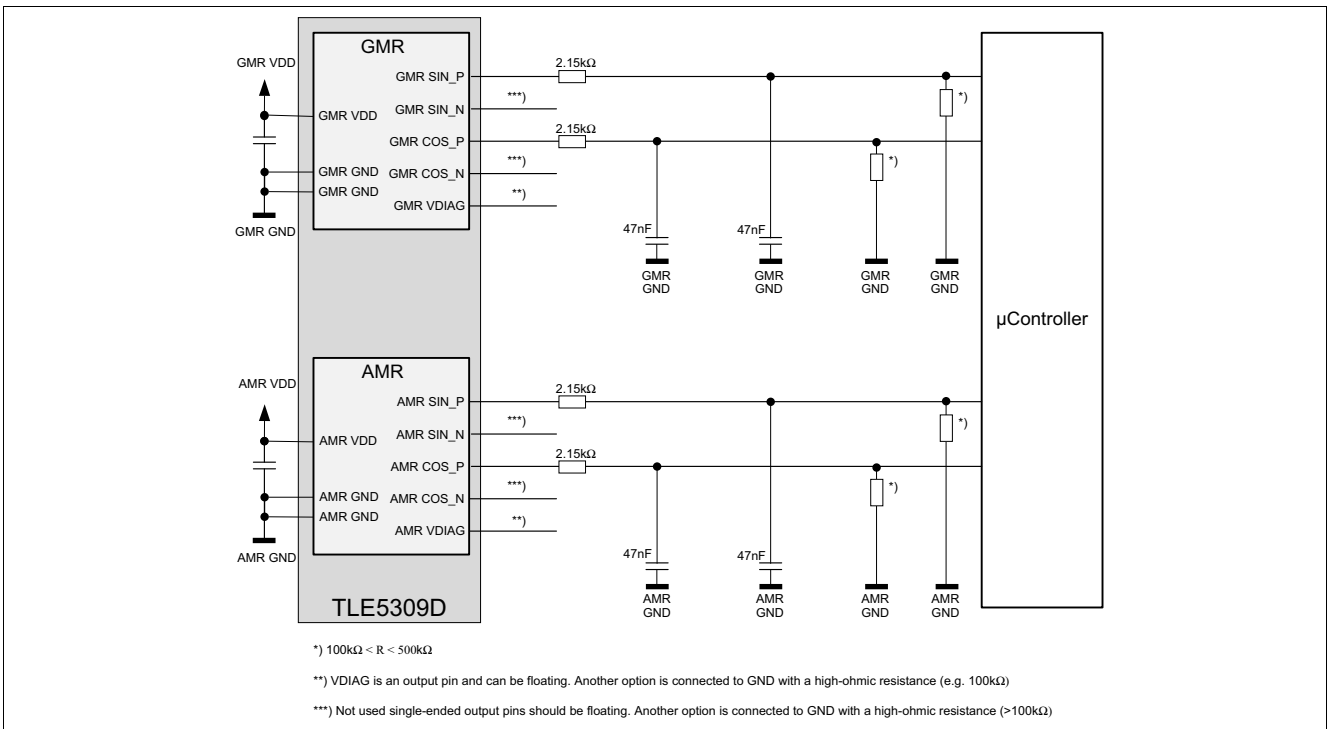 GMR
GMR VDD
GMR VDD
GMR GND
GMR GND
GMR GND
GMR SIN_P
GMR SIN_N
GMR COS_P
GMR COS_N
GMR VDIAG
2.15kΩ
***)
2.15kΩ
***)
**)
*)
*)
47nF
47nF
GMR
GND
GMR
GND
GMR
GND
GMR
GND
µController
AMR
AMR VDD
AMR VDD
AMR GND
AMR GND
AMR GND
AMR SIN_P
AMR SIN_N
AMR COS_P
AMR COS_N
AMR VDIAG
2.15kΩ
***)
2.15kΩ
***)
**)
*)
*)
47nF
47nF
AMR
GND
AMR
GND
AMR
GND
AMR
GND
TLE5309D
*) 100kΩ < R < 500kΩ
**) VDIAG is an output pin and can be floating. Another option is connected to GND with a high-ohmic resistance (e.g. 100kΩ)
***) Not used single-ended output pins should be floating. Another option is connected to GND with a high-ohmic resistance (>100kΩ)